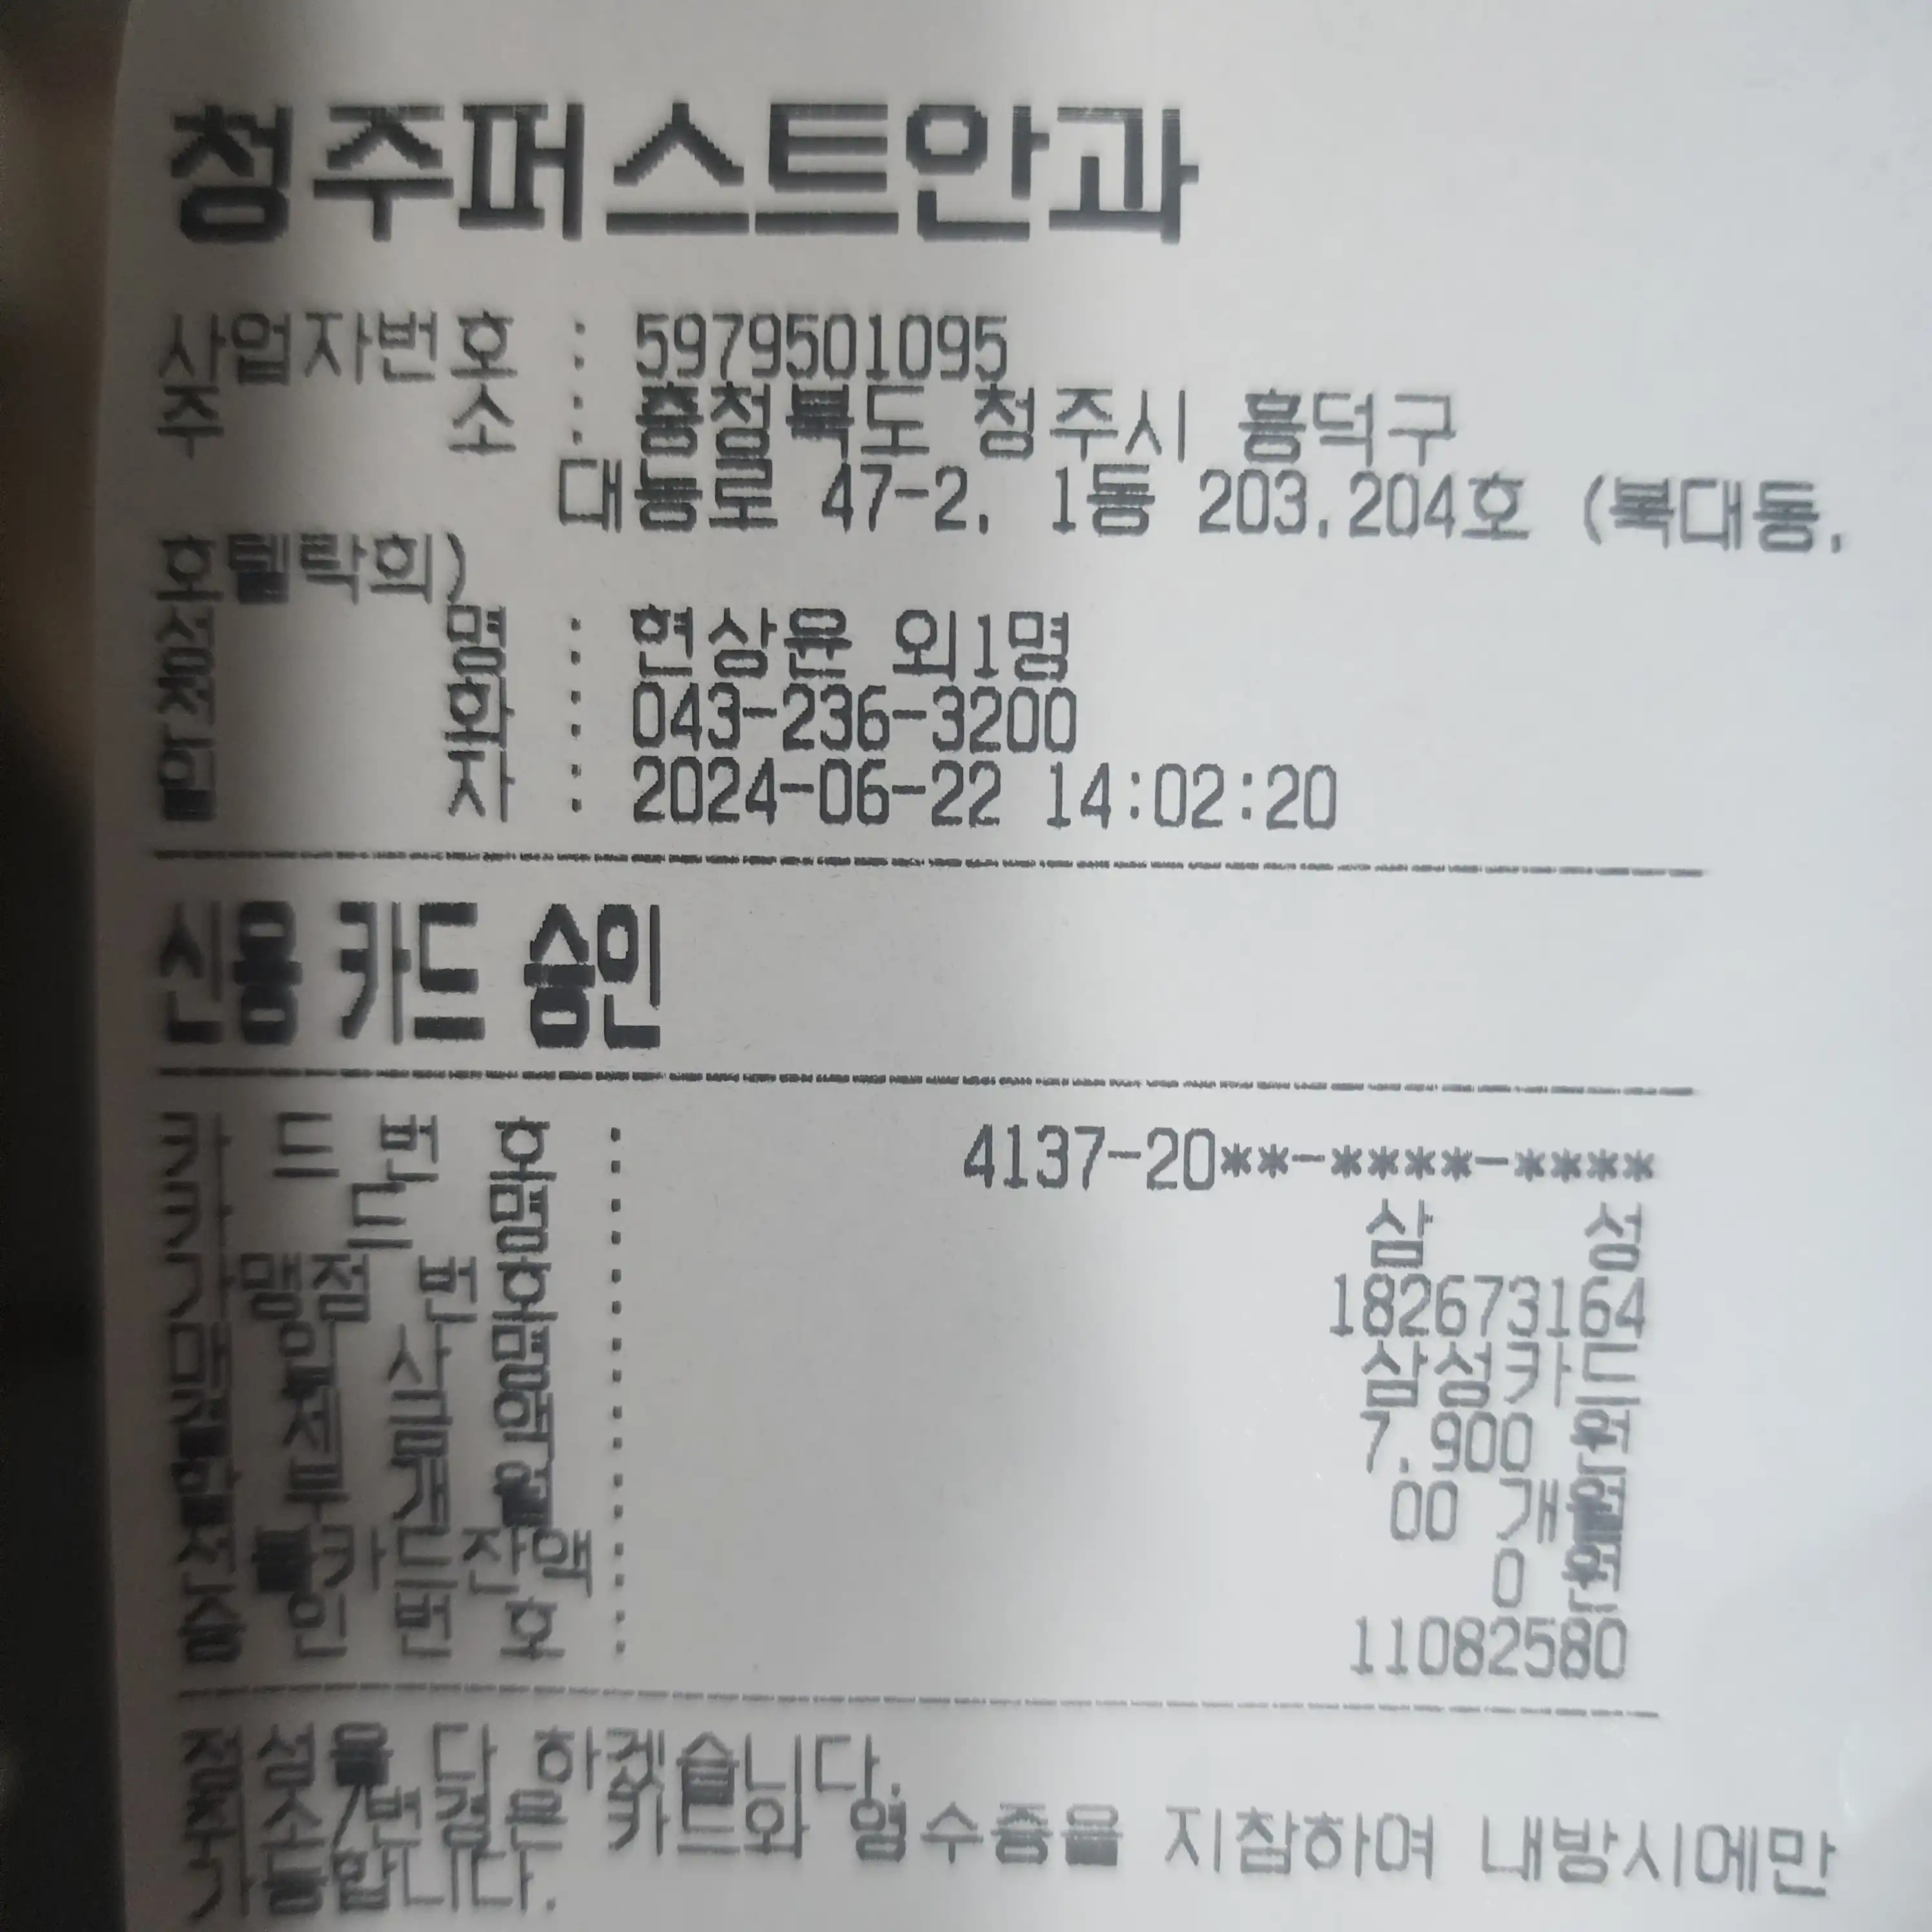 청주퍼스트안과
사업자번호 : 5979501095
주 소 : 충청북도 청주시 흥덕구
대농로 47-2, 1동 203,204호 (북대동,
호텔락희)
성 명 : 현상윤 외1명
전 화 : 043-236-3200
일 자 : 2024-06-22 14:02:20
신용 카드 승인
카 드 번 호 : 4137-20**-****-****
카 드 명 : 삼 성
가맹점 번호 : 182673164
매 입 사 명 : 삼성카드
결 제 금 액 : 7,900 원
할 부 개 월 : 00 개월
선불카드잔액 : 0 원
승 인 번 호 : 11082580
정성을 다 하겠습니다.
취소/변경은 카드와 영수증을 지참하여 내방시에만
가능합니다.